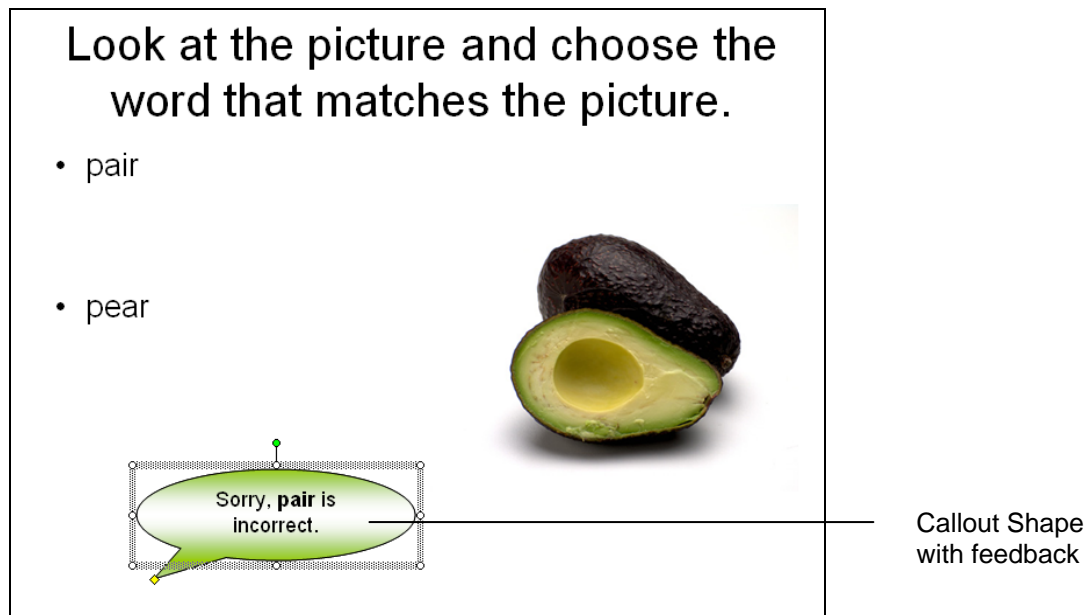 Look at the picture and choose the
word that matches the picture.
• pair
• pear
Sorry, pair is
incorrect.
Callout Shape
with feedback